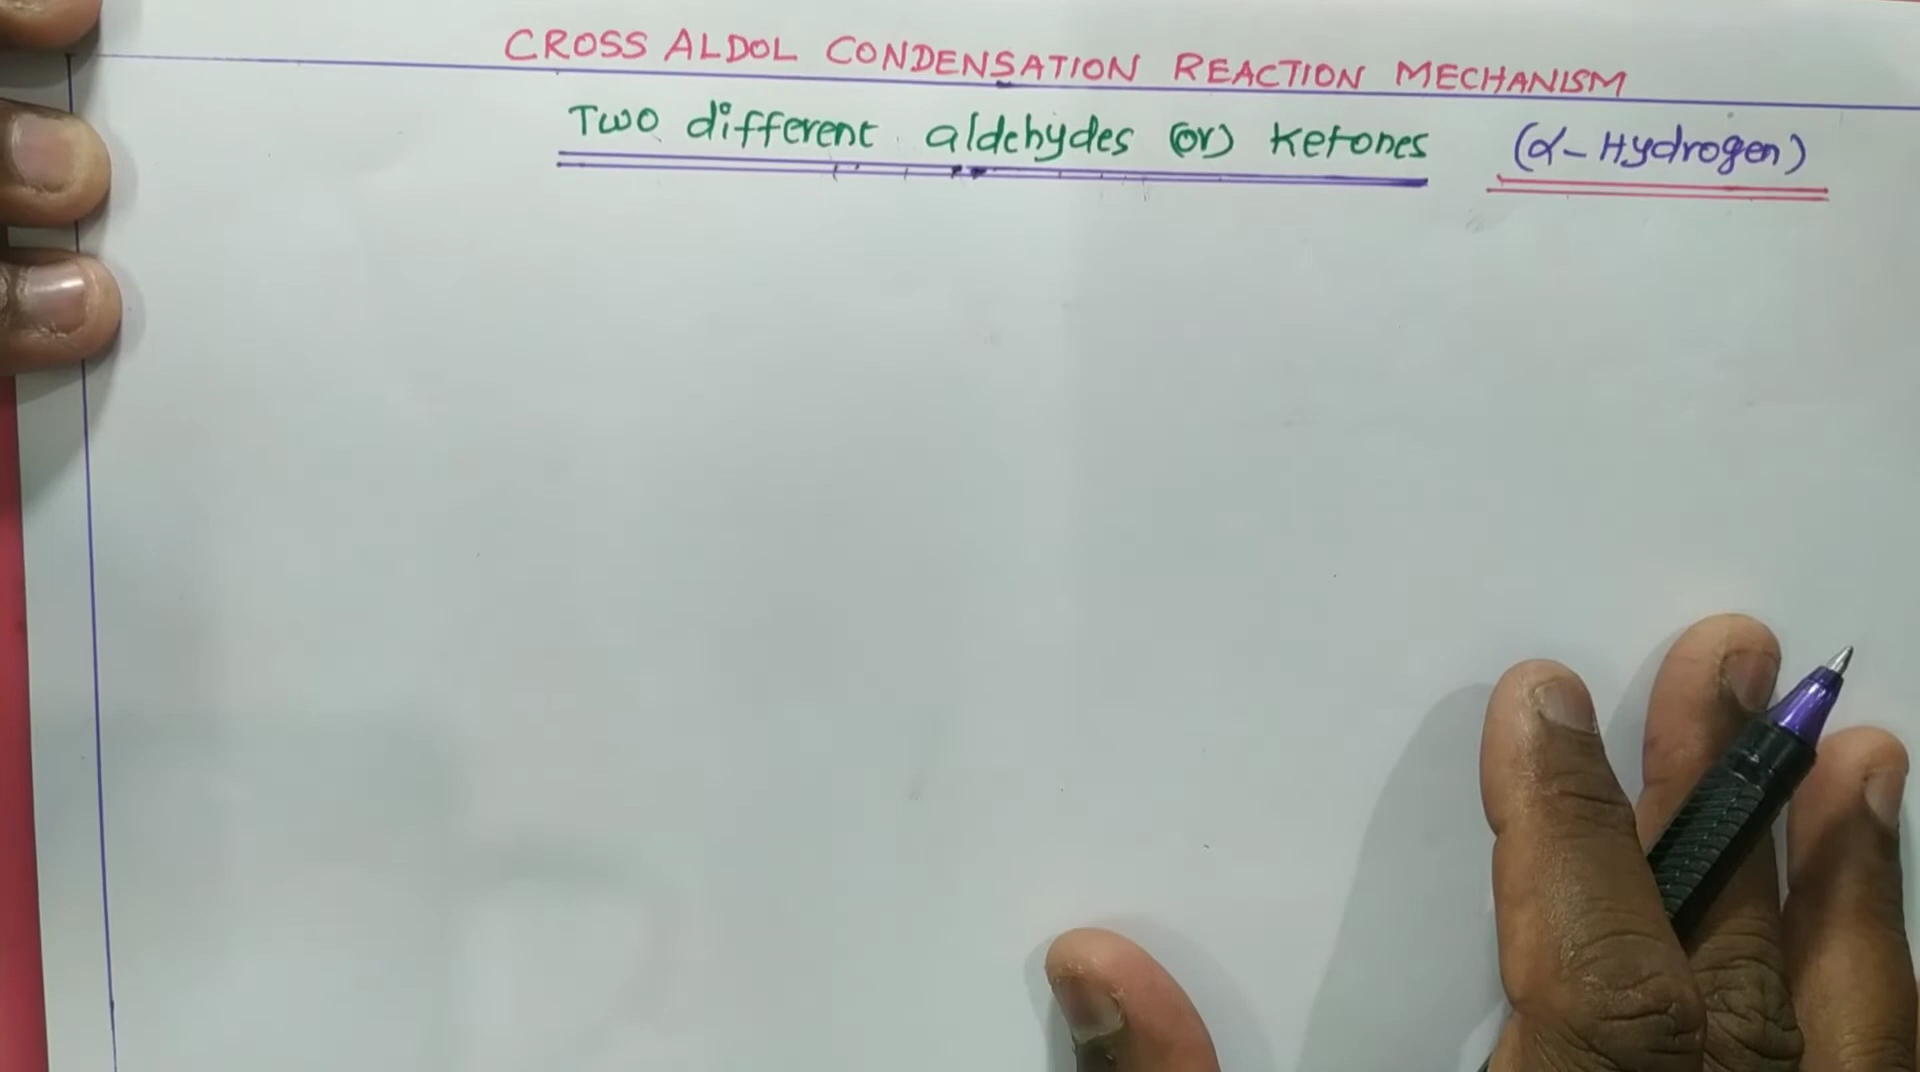 CROSS ALDOL CONDENSATION REACTION MECHANISM
Two different aldehydes (or) ketones (α-Hydrogen)